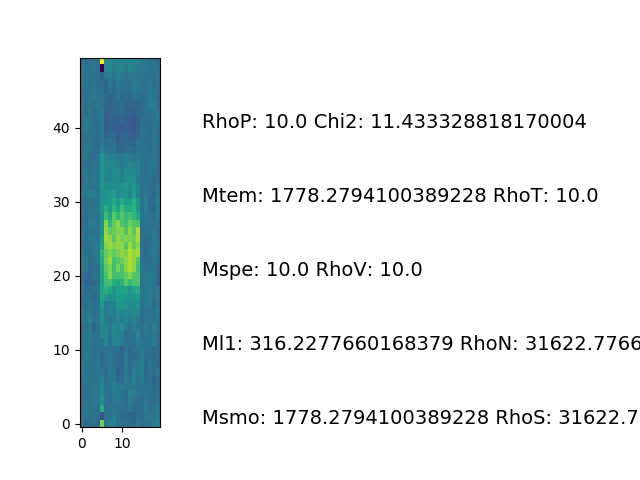 40
RhoP: 10.0 Chi2: 11.433328818170004
30
Mtem: 1778.2794100389228 RhoT: 10.0
20
Mspe: 10.0 RhoV: 10.0
10
Ml1: 316.2277660168379 RhoN: 31622.7766
0
Msmo: 1778.2794100389228 RhoS: 31622.7
0 10